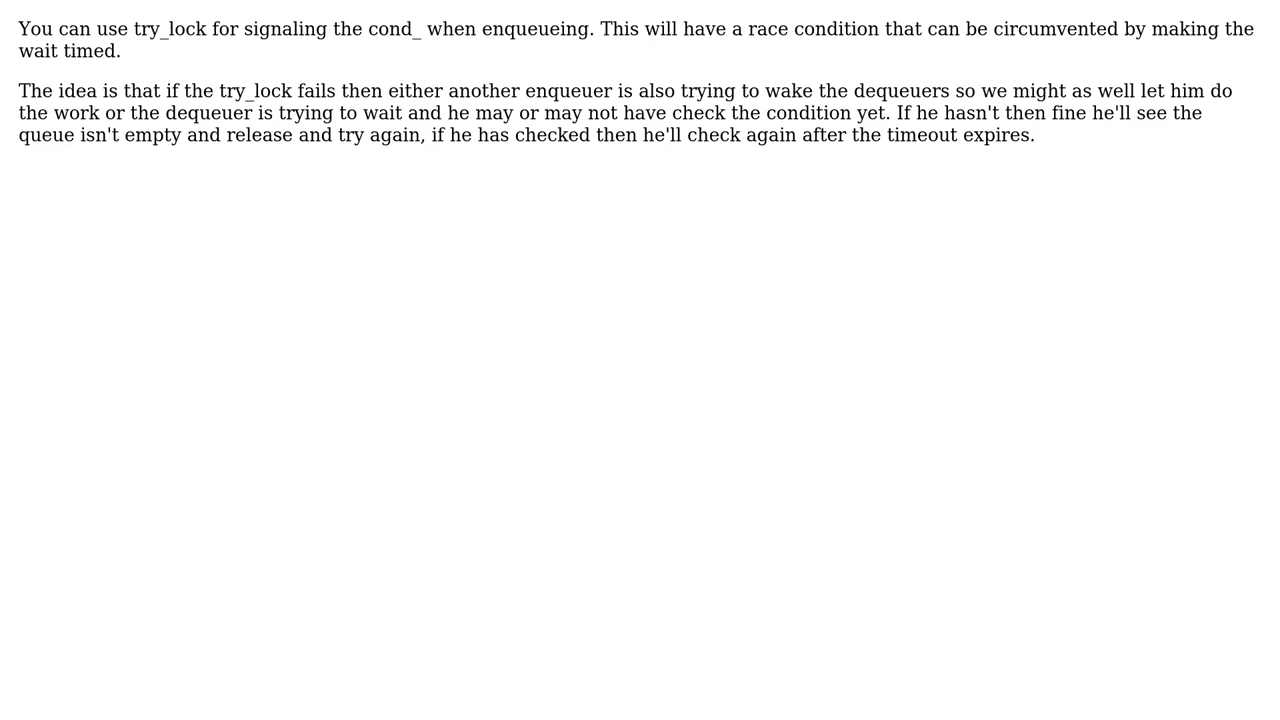 You can use try_lock for signaling the cond_ when enqueueing. This will have a race condition that can be circumvented by making the
wait timed.
The idea is that if the try_lock fails then either another enqueuer is also trying to wake the dequeuers so we might as well let him do
the work or the dequeuer is trying to wait and he may or may not have check the condition yet. If he hasn't then fine he'll see the
queue isn't empty and release and try again, if he has checked then he'll check again after the timeout expires.